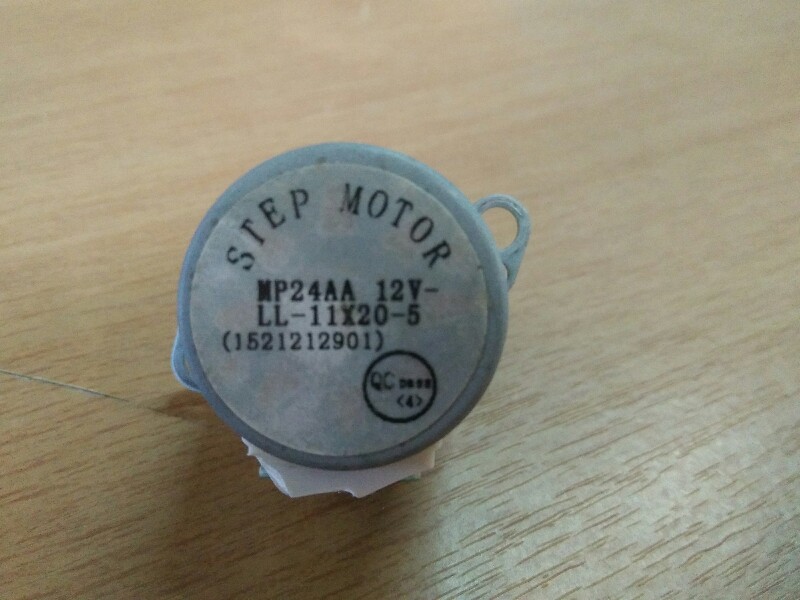 STEP MOTOR
MP24AA 12V-
LL-11X20-5
(1521212901)
QC
<4>